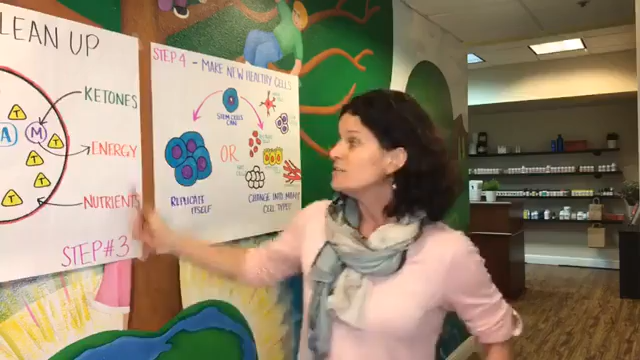 LEAN UP
KETONES
A
M
T
T
T
T
T
ENERGY
NUTRIENTS
STEP #3
STEP 4 - MAKE NEW HEALTHY CELLS
STEM CELLS
CAN
OR
REPLICATE
ITSELF
CHANGE INTO MANY
CELL TYPES